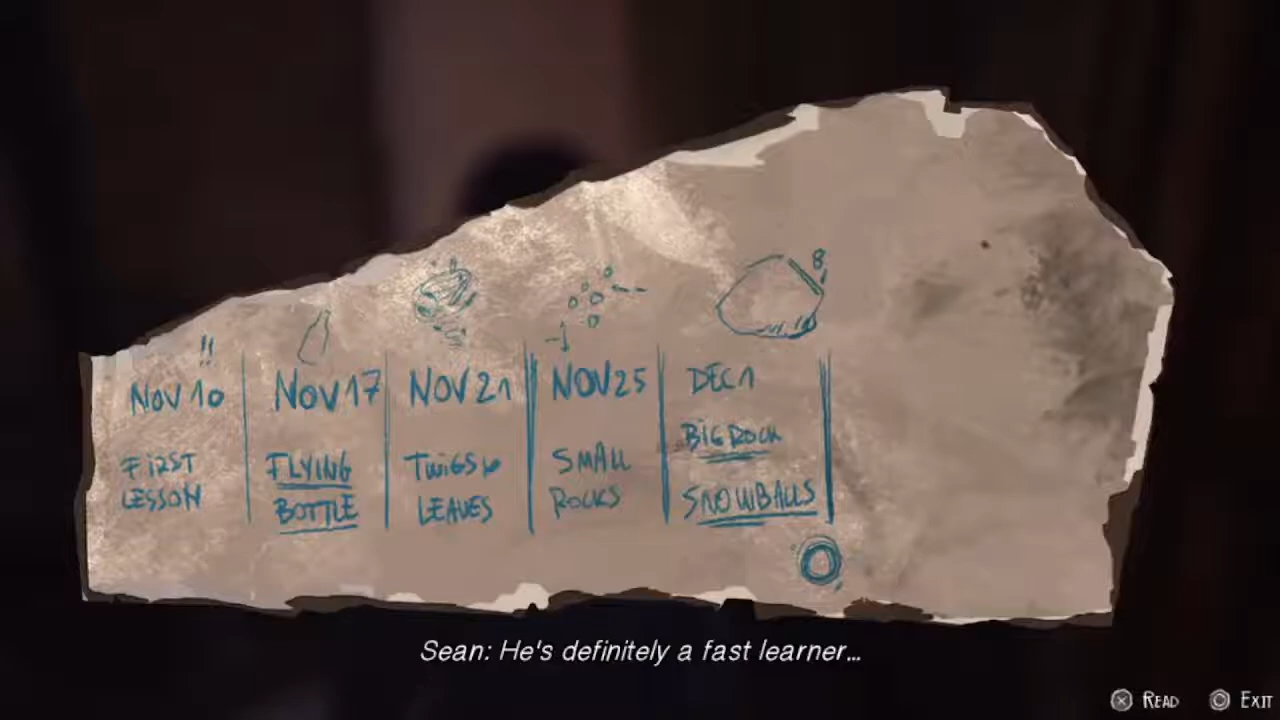 !!
8
NOV 10
NOV 17
NOV 21
NOV 25
DEC 1
FIRST
LESSON
FLYING
BOTTLE
TWIGS
LEAVES
SMALL
ROCKS
BIG ROCK
SNOWBALLS
Sean: He's definitely a fast learner...
READ
EXIT